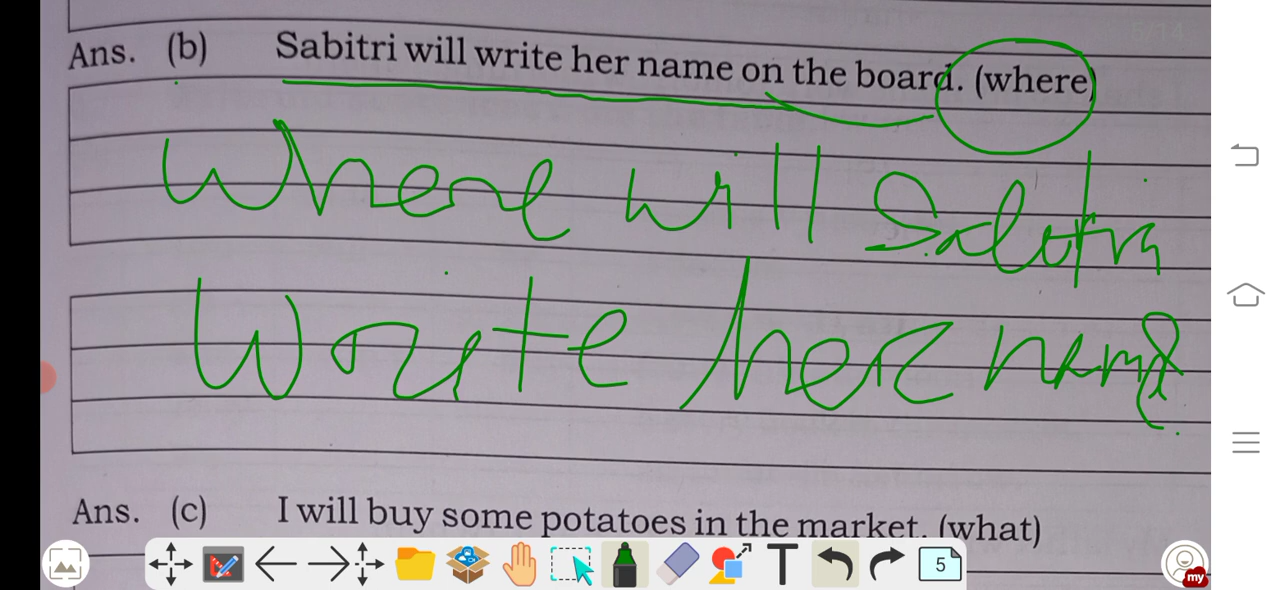 Ans. (b) Sabitri will write her name on the board. (where)
Where will Sabitri
write her name
Ans. (c) I will buy some potatoes in the market. (what)
T 5
my